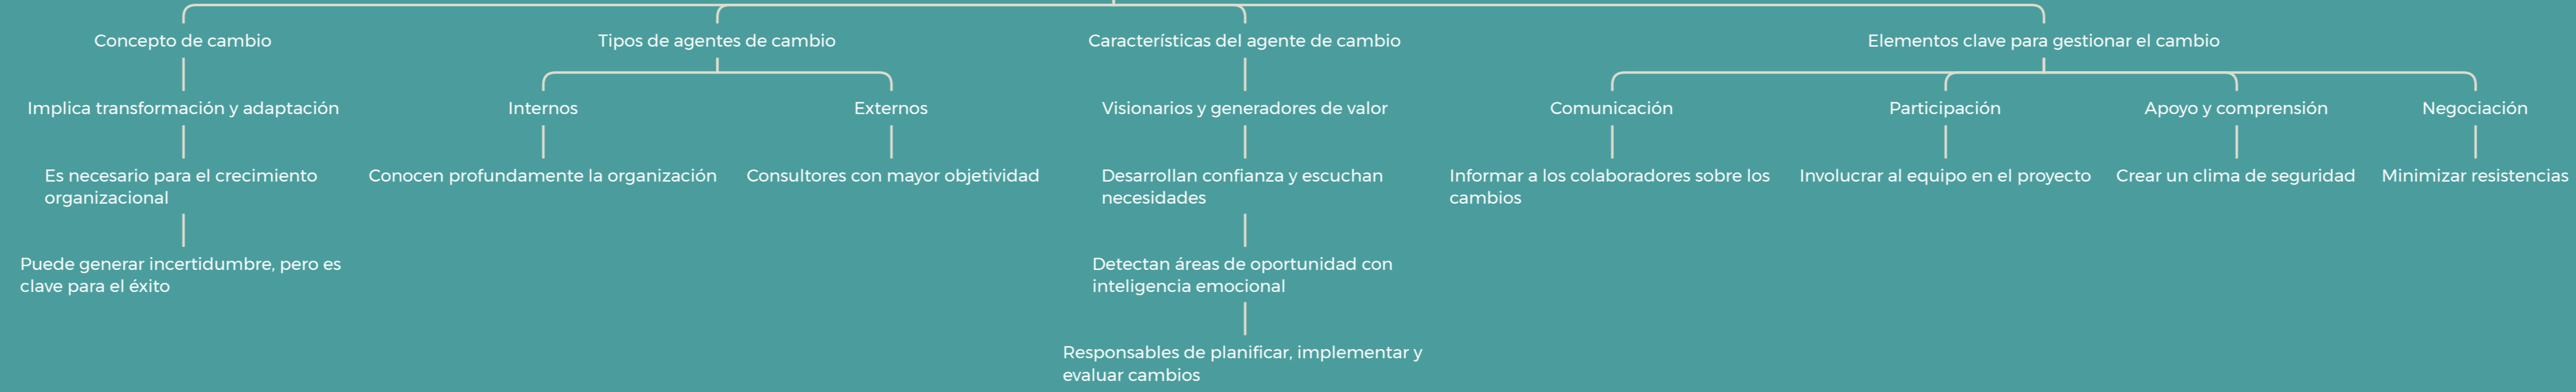 Concepto de cambio
Tipos de agentes de cambio
Características del agente de cambio
Elementos clave para gestionar el cambio
Implica transformación y adaptación
Internos
Externos
Visionarios y generadores de valor
Comunicación
Participación
Apoyo y comprensión
Negociación
Es necesario para el crecimiento
organizacional
Conocen profundamente la organización
Consultores con mayor objetividad
Desarrollan confianza y escuchan
necesidades
Informar a los colaboradores sobre los
cambios
Involucrar al equipo en el proyecto
Crear un clima de seguridad
Minimizar resistencias
Puede generar incertidumbre, pero es
clave para el éxito
Detectan áreas de oportunidad con
inteligencia emocional
Responsables de planificar, implementar y
evaluar cambios